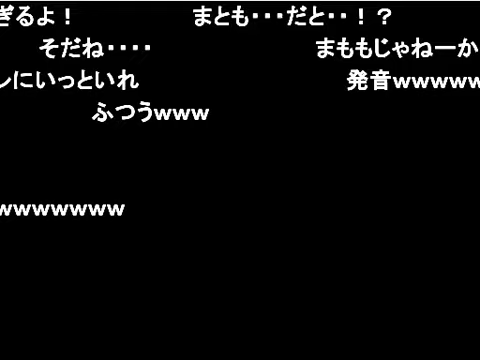 ぎるよ！ まとも・・・だと・・！？
そだね・・・・ まももじゃねーか
レにいっといれ 発音wwwww
ふつうwww
wwwwwwww